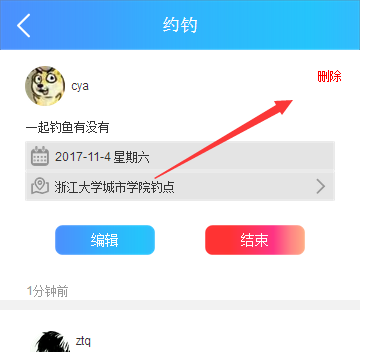 约钓
cya
删除
一起钓鱼有没有
2017-11-4 星期六
浙江大学城市学院钓点
编辑
结束
1分钟前
ztq